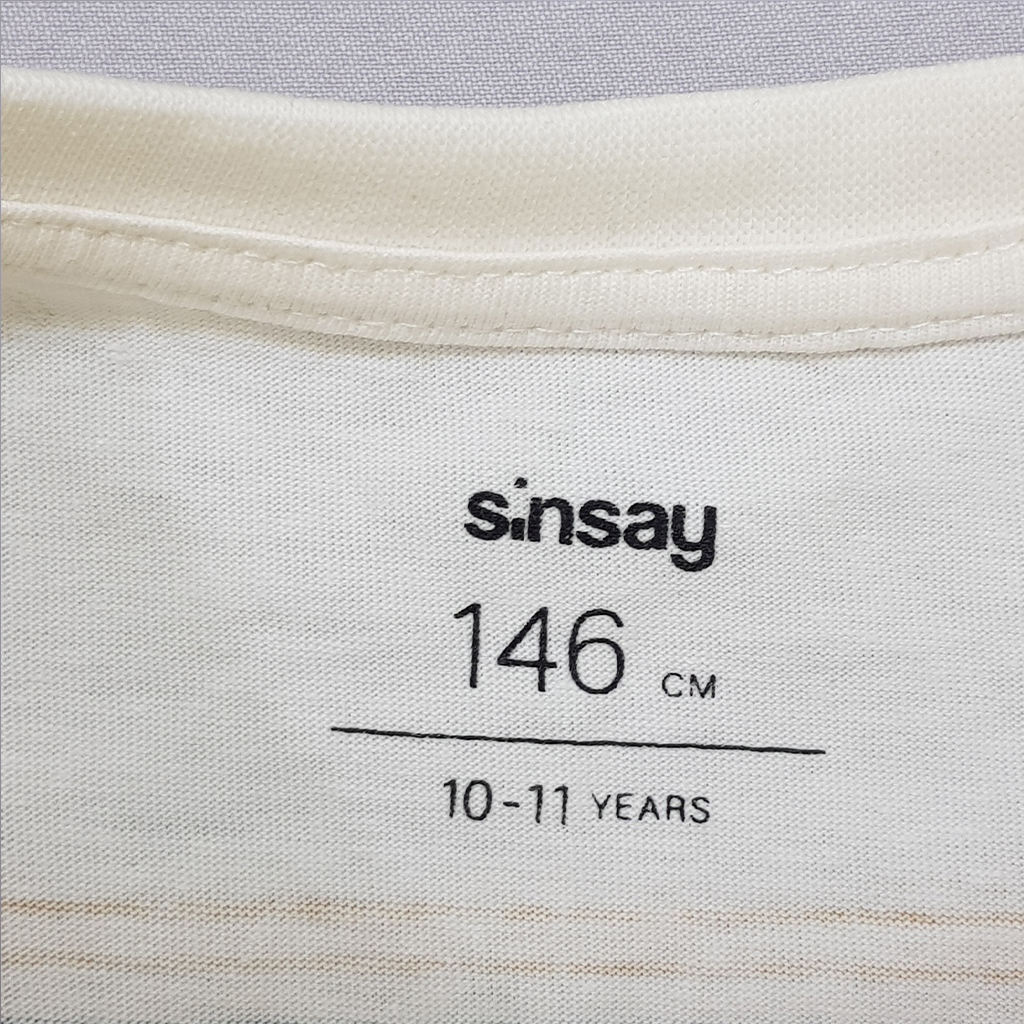 sinsay
146 CM
10-11 YEARS